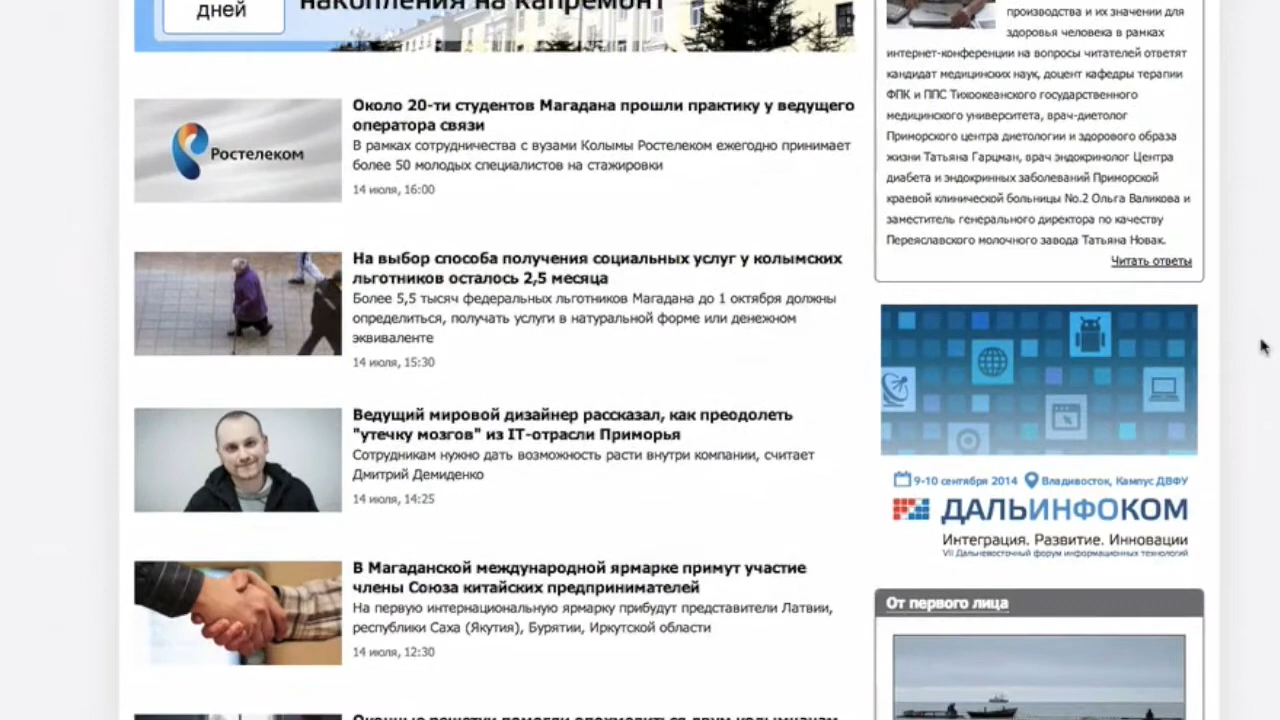 дней
накопления на капремонт
Около 20-ти студентов Магадана прошли практику у ведущего
оператора связи
В рамках сотрудничества с вузами Колымы Ростелеком ежегодно принимает
более 50 молодых специалистов на стажировки
14 июля, 16:00
Ростелеком
На выбор способа получения социальных услуг у колымских
льготников осталось 2,5 месяца
Более 5,5 тысяч федеральных льготников Магадана до 1 октября должны
определиться, получать услуги в натуральной форме или денежном
эквиваленте
14 июля, 15:30
Ведущий мировой дизайнер рассказал, как преодолеть
"утечку мозгов" из IT-отрасли Приморья
Сотрудникам нужно дать возможность расти внутри компании, считает
Дмитрий Демиденко
14 июля, 14:25
В Магаданской международной ярмарке примут участие
члены Союза китайских предпринимателей
На первую интернациональную ярмарку прибудут представители Латвии,
республики Саха (Якутия), Бурятии, Иркутской области
14 июля, 12:30
производства и их значении для
здоровья человека в рамках
интернет-конференции на вопросы читателей ответят
кандидат медицинских наук, доцент кафедры терапии
ФПК и ППС Тихоокеанского государственного
медицинского университета, врач-диетолог
Приморского центра диетологии и здорового образа
жизни Татьяна Гарцман, врач эндокринолог Центра
диабета и эндокринных заболеваний Приморской
краевой клинической больницы No.2 Ольга Валикова и
заместитель генерального директора по качеству
Переяславского молочного завода Татьяна Новак.
Читать ответы
9-10 сентября 2014 Владивосток, Кампус ДВФУ
ДАЛЬИНФОКОМ
Интеграция. Развитие. Инновации
VII Дальневосточный форум информационных технологий
От первого лица